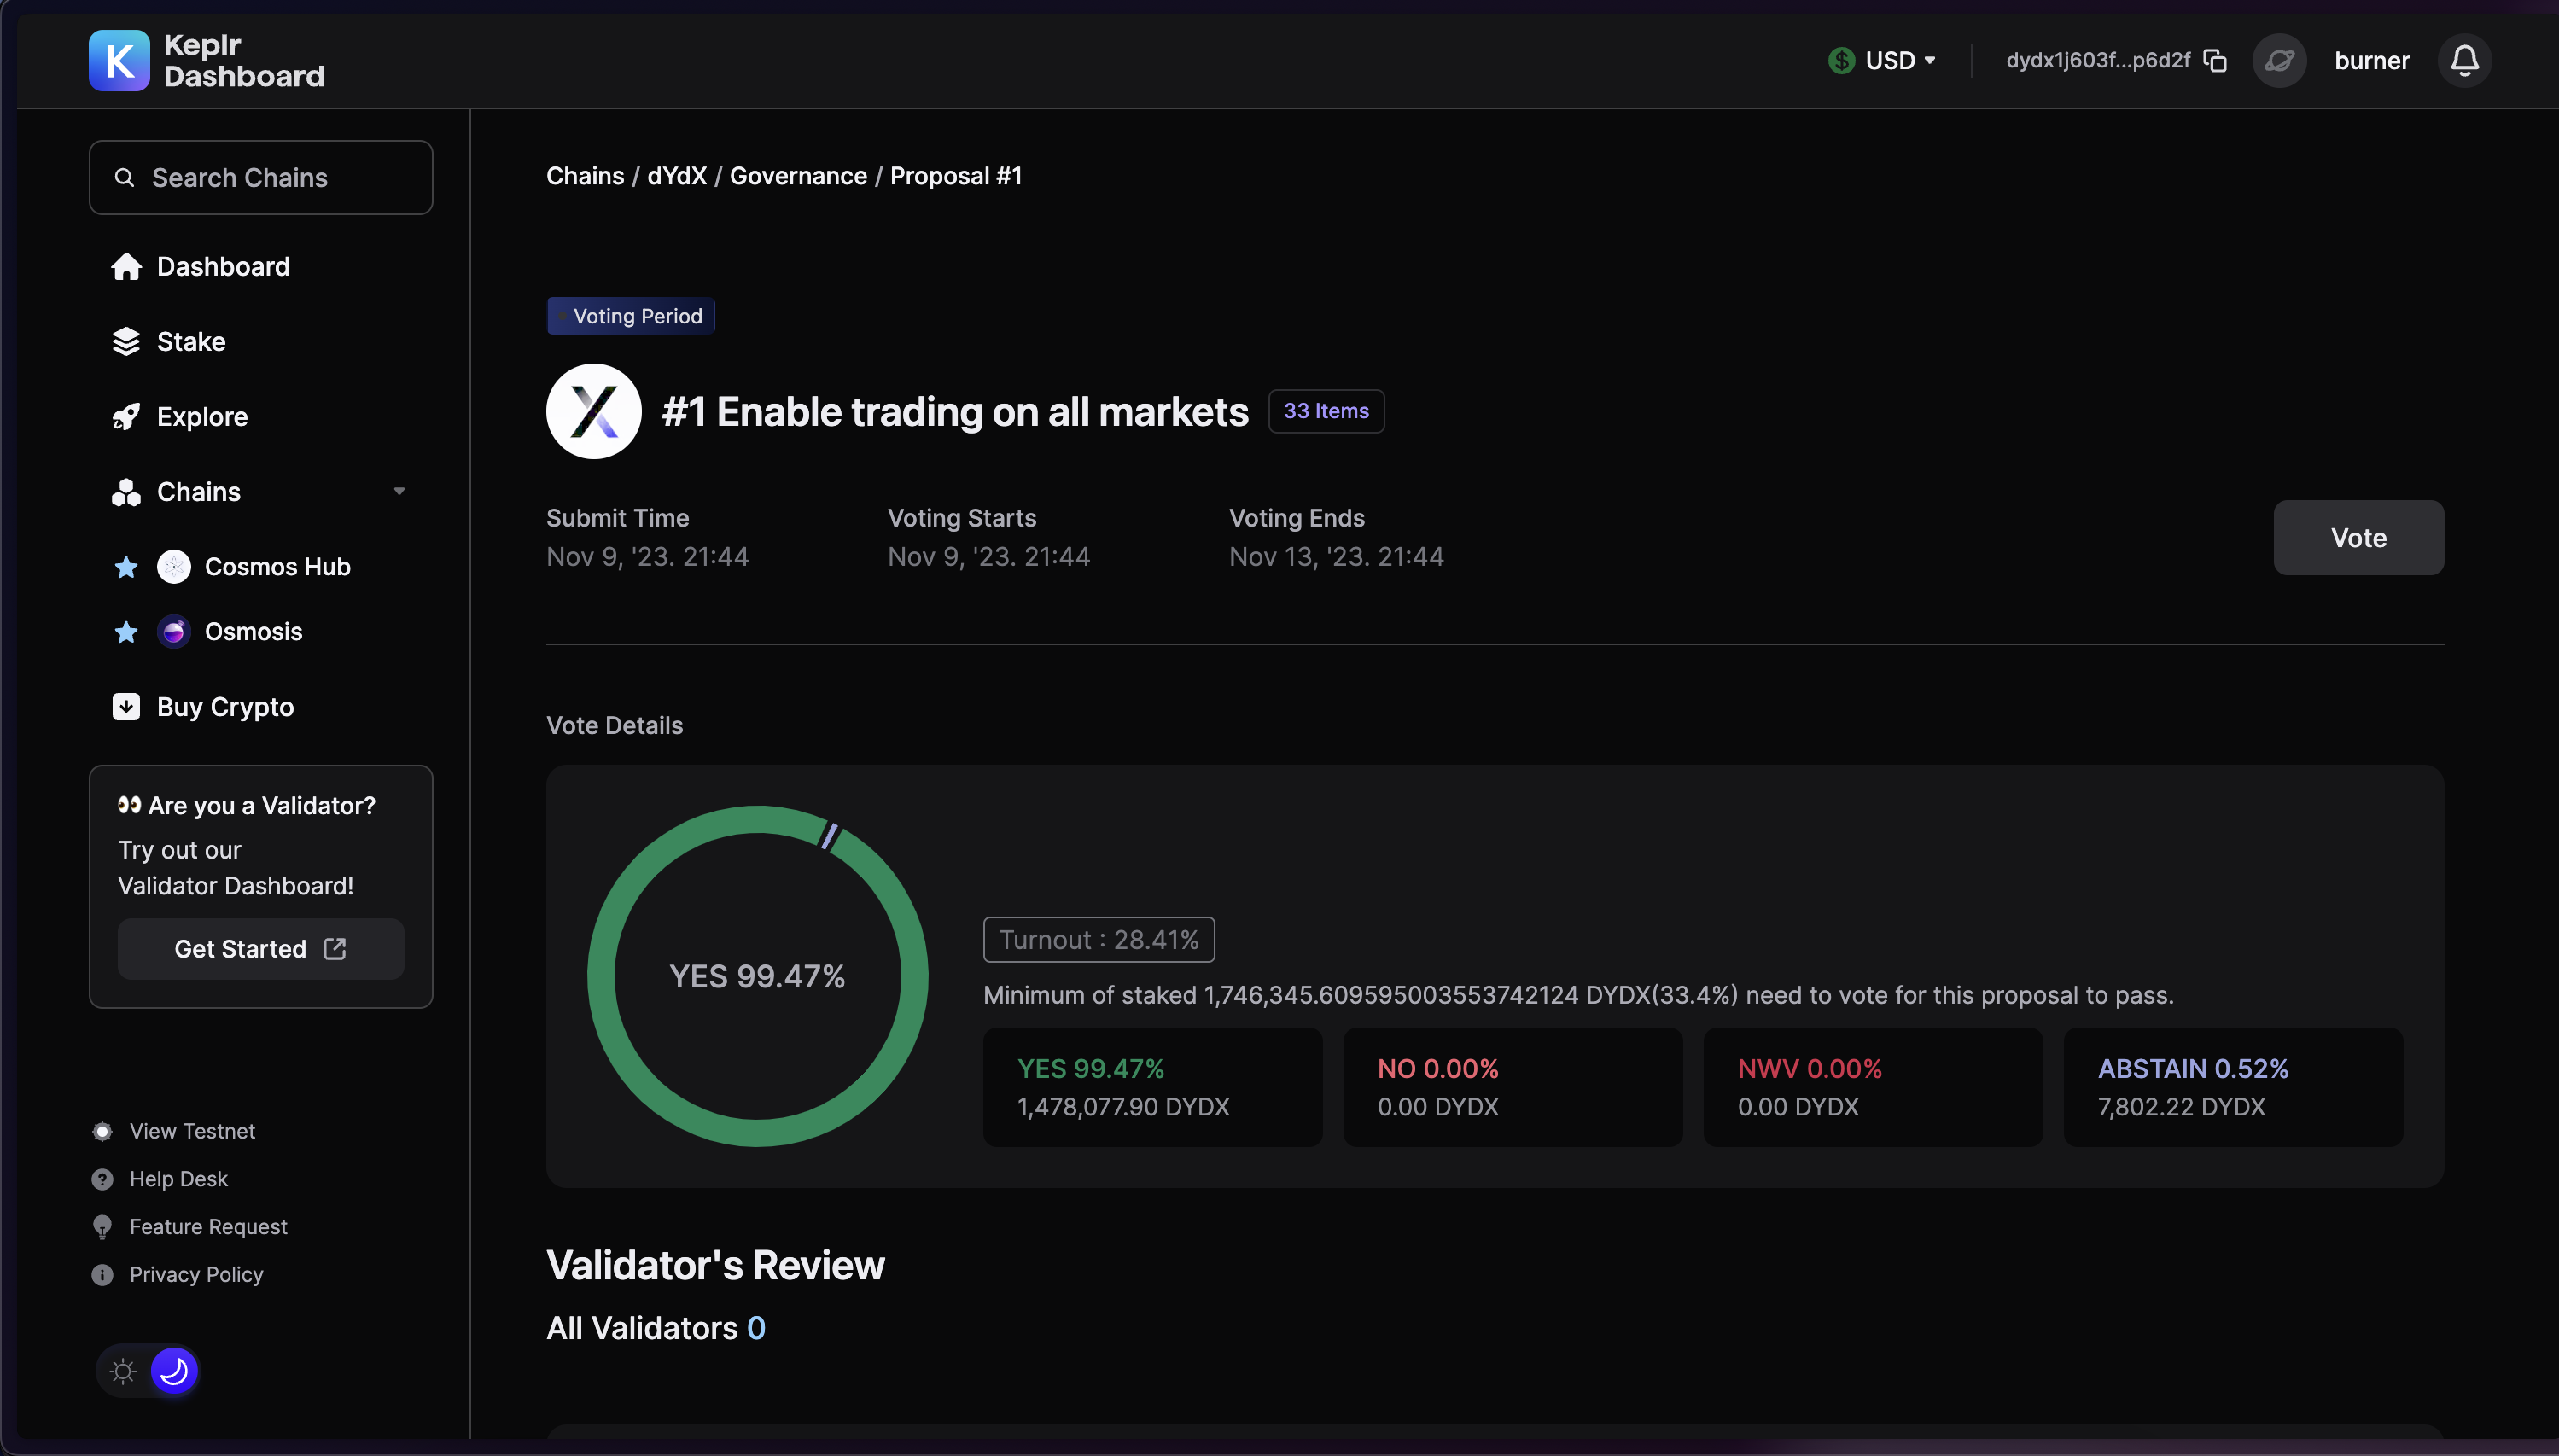 K
Keplr
Dashboard
USD
dydx1j603f...p6d2f
burner
Search Chains
Dashboard
Stake
Explore
Chains
Cosmos Hub
Osmosis
Buy Crypto
👀 Are you a Validator?
Try out our
Validator Dashboard!
Get Started
View Testnet
Help Desk
Feature Request
Privacy Policy
Chains / dYdX / Governance / Proposal #1
Voting Period
#1 Enable trading on all markets
33 Items
Submit Time
Nov 9, '23. 21:44
Voting Starts
Nov 9, '23. 21:44
Voting Ends
Nov 13, '23. 21:44
Vote
Vote Details
YES 99.47%
Turnout : 28.41%
Minimum of staked 1,746,345.609595003553742124 DYDX(33.4%) need to vote for this proposal to pass.
YES 99.47%
1,478,077.90 DYDX
NO 0.00%
0.00 DYDX
NWV 0.00%
0.00 DYDX
ABSTAIN 0.52%
7,802.22 DYDX
Validator's Review
All Validators 0